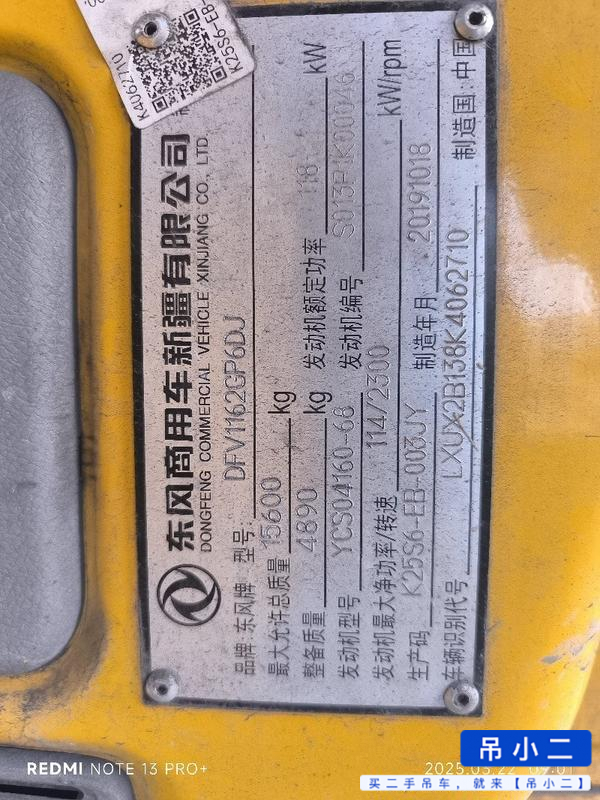 K4062710
K25S6-EB-
东风商用车新疆有限公司
DONGFENG COMMERCIAL VEHICLE XINJIANG CO., LTD
品牌:东风牌 型号: DFV1162GP6DJ
最大允许总质量 15600 kg
整备质量 4890 kg 发动机额定功率 118 kW
发动机型号 YCS04160-68 发动机编号
发动机最大净功率/转速 114/2300 kW/rpm
生产码 K25S6-EB-003JY 制造年月 20191018
车辆识别代号 LXUX2B138K4062710 制造国:中国
REDMI NOTE 13 PRO+
吊小二
买二手吊车，就来【吊小二】